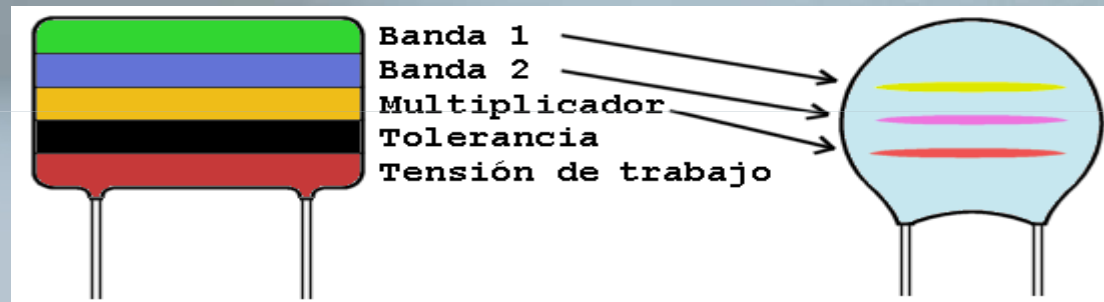 Banda 1
Banda 2
Multiplicador
Tolerancia
Tensión de trabajo